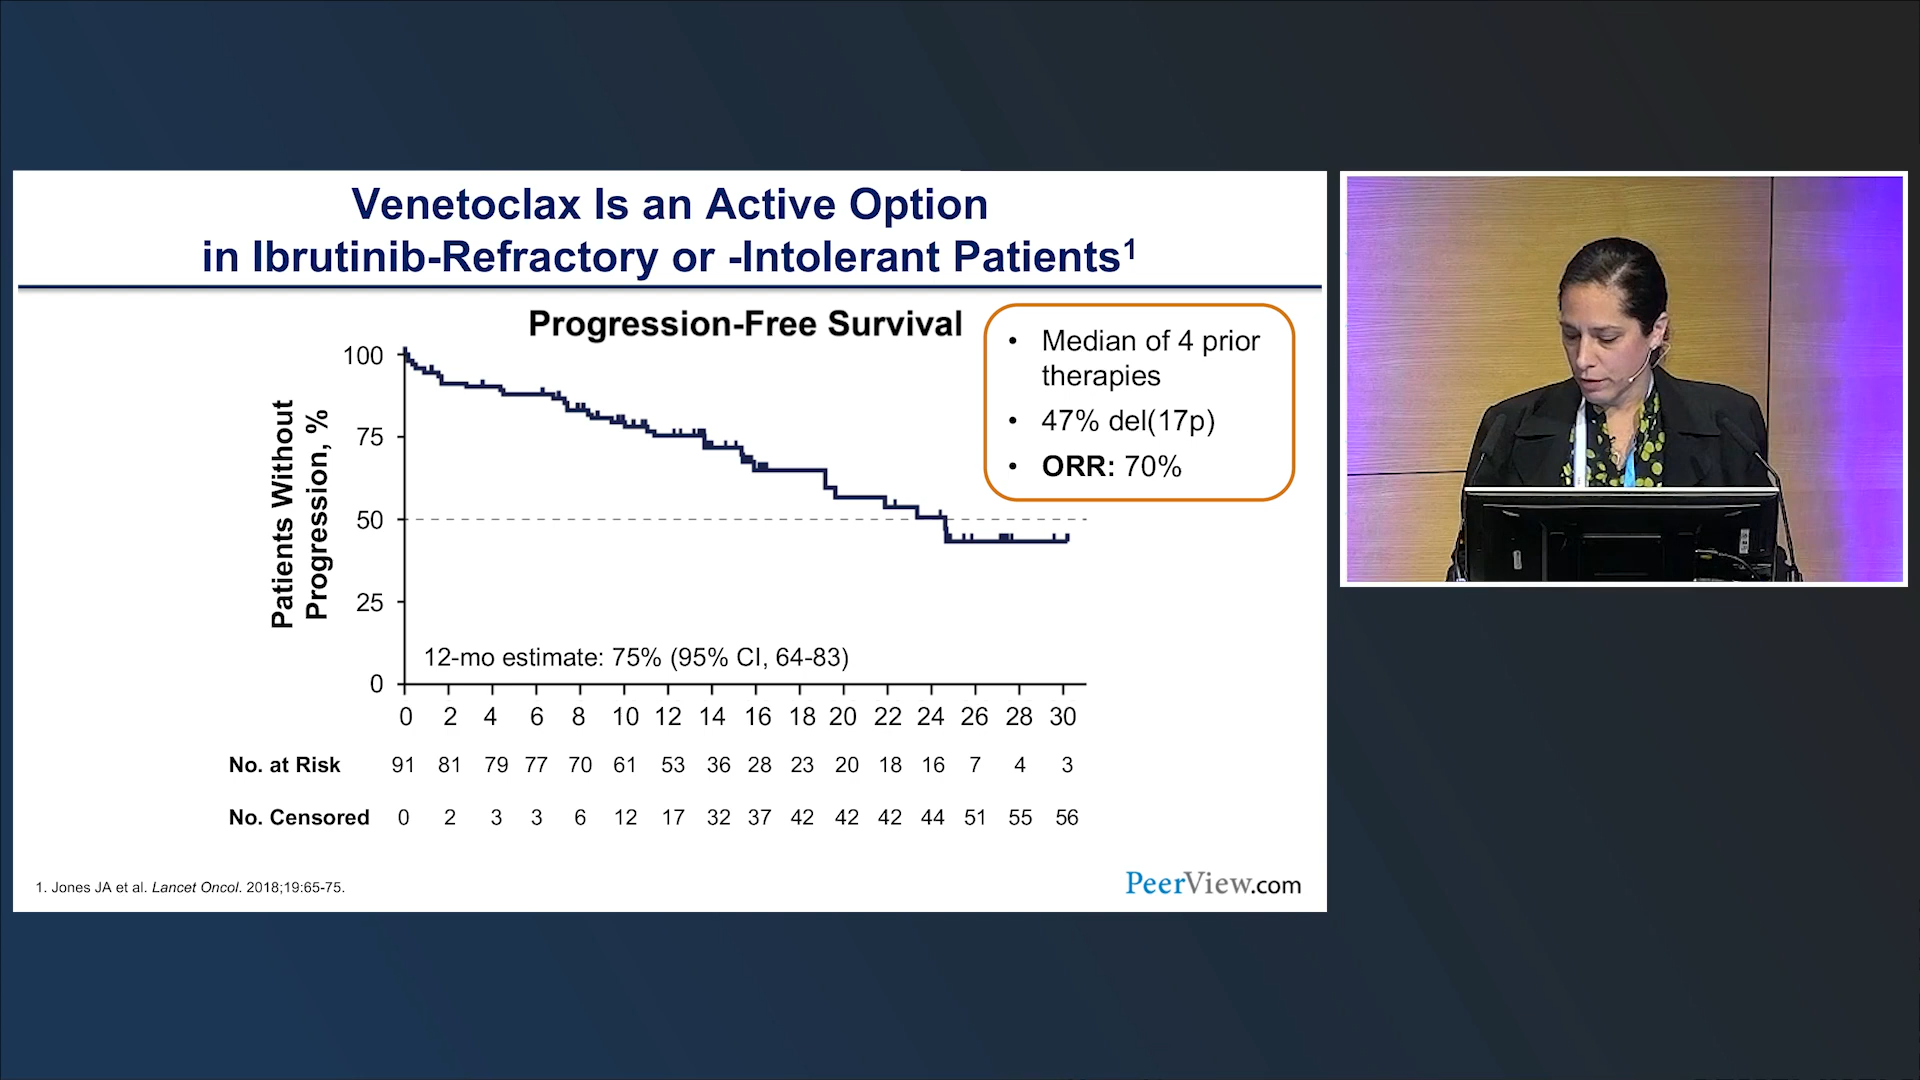 Venetoclax Is an Active Option
in Ibrutinib-Refractory or -Intolerant Patients¹
Progression-Free Survival
• Median of 4 prior
therapies
• 47% del(17p)
• ORR: 70%
Patients Without
Progression, %
100
75
50
25
0
12-mo estimate: 75% (95% CI, 64-83)
0 2 4 6 8 10 12 14 16 18 20 22 24 26 28 30
No. at Risk 91 81 79 77 70 61 53 36 28 23 20 18 16 7 4 3
No. Censored 0 2 3 3 6 12 17 32 37 42 42 42 44 51 55 56
1. Jones JA et al. Lancet Oncol. 2018;19:65-75.
PeerView.com